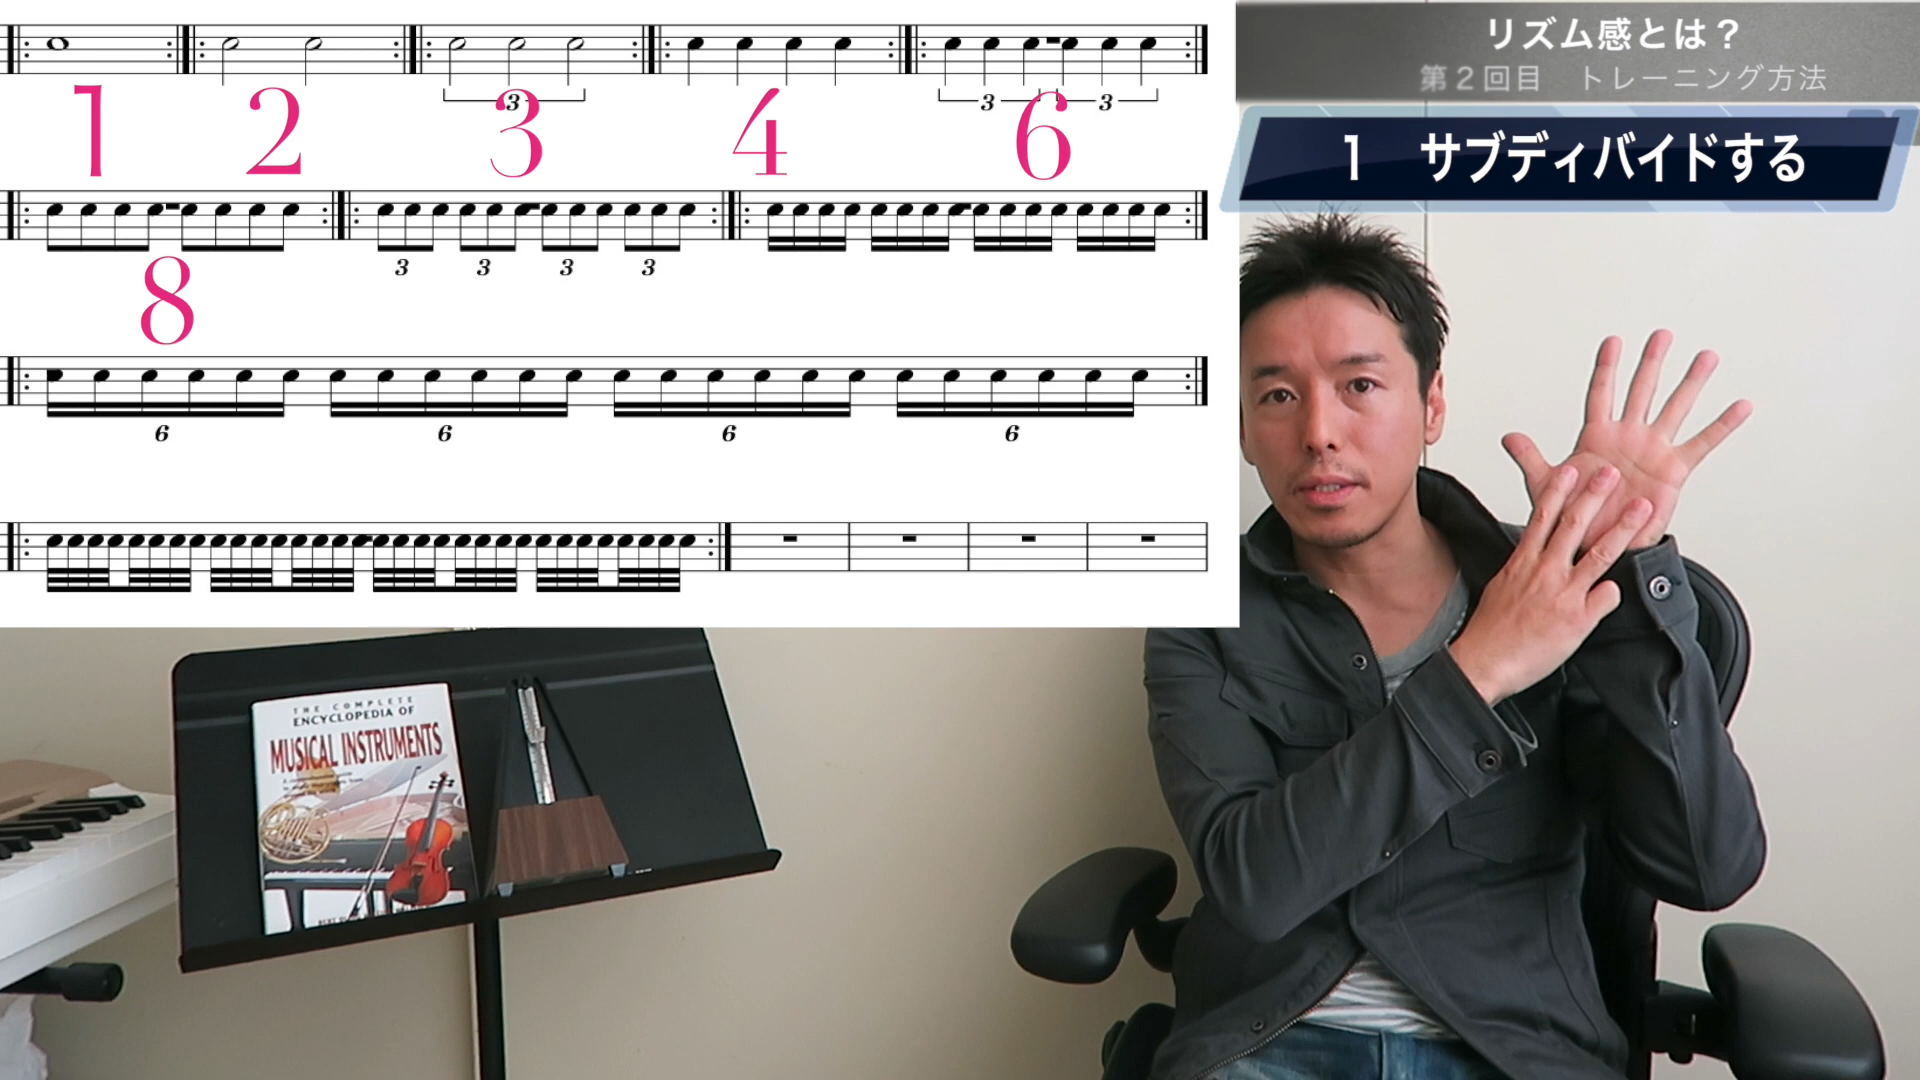 リズム感とは？
第２回目　トレーニング方法
１　サブディバイドする
3 3 3
1 2 3 4 6
3 3 3 3
8
6 6 6 6
THE COMPLETE
ENCYCLOPEDIA OF
MUSICAL INSTRUMENTS